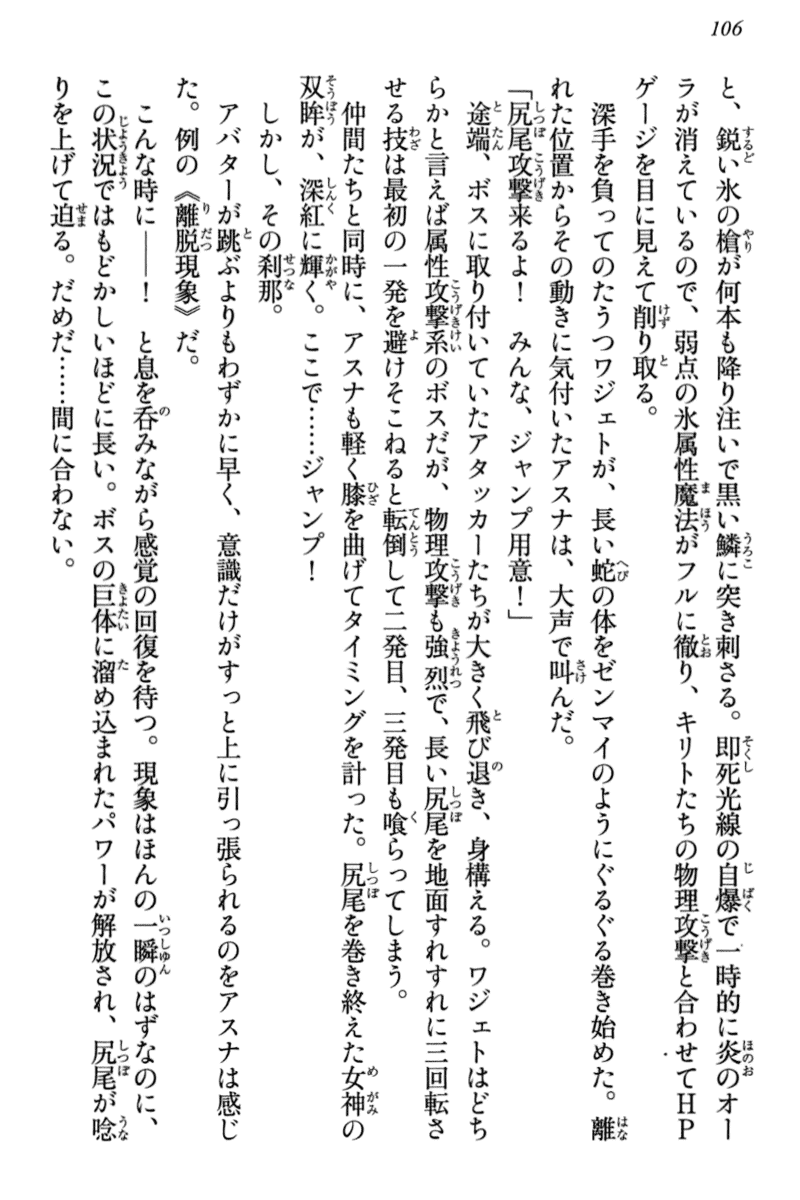 106
と、鋭い氷の槍が何本も降り注いで黒い鱗に突き刺さる。即死光線の自爆で一時的に炎のオー
ラが消えているので、弱点の氷属性魔法がフルに徹り、キリトたちの物理攻撃と合わせてHP
ゲージを目に見えて削り取る。
深手を負ってのたうつワジェトが、長い蛇の体をゼンマイのようにぐるぐる巻き始めた。離
れた位置からその動きに気付いたアスナは、大声で叫んだ。
「尻尾攻撃来るよ！　みんな、ジャンプ用意！」
途端、ボスに取り付いていたアタッカーたちが大きく飛び退き、身構える。ワジェトはどち
らかと言えば属性攻撃系のボスだが、物理攻撃も強烈で、長い尻尾を地面すれすれに三回転さ
せる技は最初の一発を避けそこねると転倒して二発目、三発目も喰らってしまう。
仲間たちと同時に、アスナも軽く膝を曲げてタイミングを計った。尻尾を巻き終えた女神の
双眸が、深紅に輝く。ここで……ジャンプ！
しかし、その刹那。
アバターが跳ぶよりもわずかに早く、意識だけがすっと上に引っ張られるのをアスナは感じ
た。例の《離脱現象》だ。
こんな時に――！　と息を呑みながら感覚の回復を待つ。現象はほんの一瞬のはずなのに、
この状況ではもどかしいほどに長い。ボスの巨体に溜め込まれたパワーが解放され、尻尾が唸
りを上げて迫る。だめだ……間に合わない。